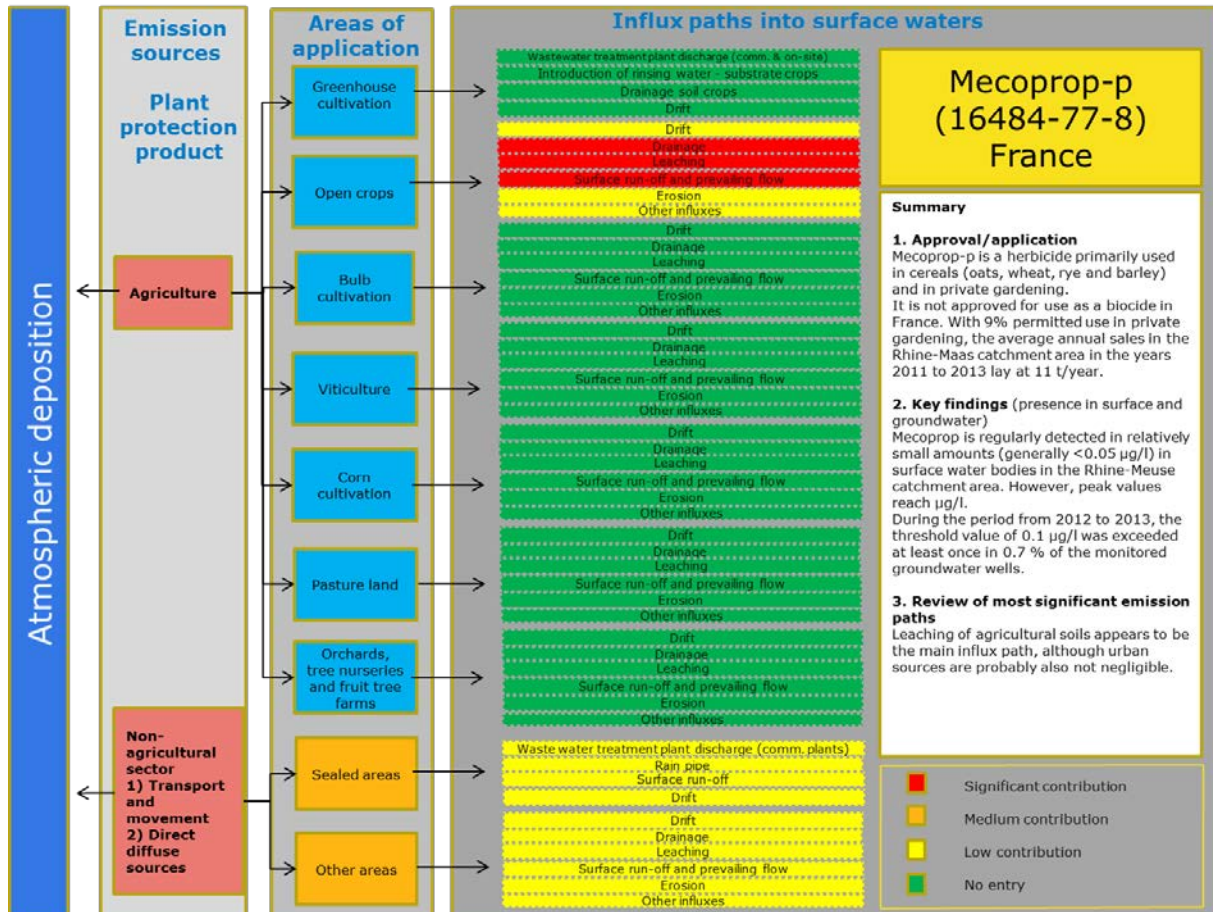 Atmospheric deposition
Emission
sources
Plant
protection
product
Agriculture
Non-
agricultural
sector
1) Transport
and
movement
2) Direct
diffuse
sources
Areas of
application
Greenhouse
cultivation
Open crops
Bulb
cultivation
Viticulture
Corn
cultivation
Pasture land
Orchards,
tree nurseries
and fruit tree
farms
Sealed areas
Other areas
Influx paths into surface waters
Wastewater treatment plant discharge (comm. & on-site)
Introduction of rinsing water - substrate crops
Drainage soil crops
Drift
Drift
Drainage
Leaching
Surface run-off and prevailing flow
Erosion
Other influxes
Drift
Drainage
Leaching
Surface run-off and prevailing flow
Erosion
Other influxes
Drift
Drainage
Leaching
Surface run-off and prevailing flow
Erosion
Other influxes
Drift
Drainage
Leaching
Surface run-off and prevailing flow
Erosion
Other influxes
Drift
Drainage
Leaching
Surface run-off and prevailing flow
Erosion
Other influxes
Drift
Drainage
Leaching
Surface run-off and prevailing flow
Erosion
Other influxes
Waste water treatment plant discharge (comm. plants)
Rain pipe
Surface run-off
Drift
Drift
Drainage
Leaching
Surface run-off and prevailing flow
Erosion
Other influxes
Mecoprop-p
(16484-77-8)
France
Summary
1. Approval/application
Mecoprop-p is a herbicide primarily used
in cereals (oats, wheat, rye and barley)
and in private gardening.
It is not approved for use as a biocide in
France. With 9% permitted use in private
gardening, the average annual sales in the
Rhine-Maas catchment area in the years
2011 to 2013 lay at 11 t/year.
2. Key findings (presence in surface and
groundwater)
Mecoprop is regularly detected in relatively
small amounts (generally <0.05 µg/l) in
surface water bodies in the Rhine-Meuse
catchment area. However, peak values
reach µg/l.
During the period from 2012 to 2013, the
threshold value of 0.1 µg/l was exceeded
at least once in 0.7 % of the monitored
groundwater wells.
3. Review of most significant emission
paths
Leaching of agricultural soils appears to be
the main influx path, although urban
sources are probably also not negligible.
Significant contribution
Medium contribution
Low contribution
No entry